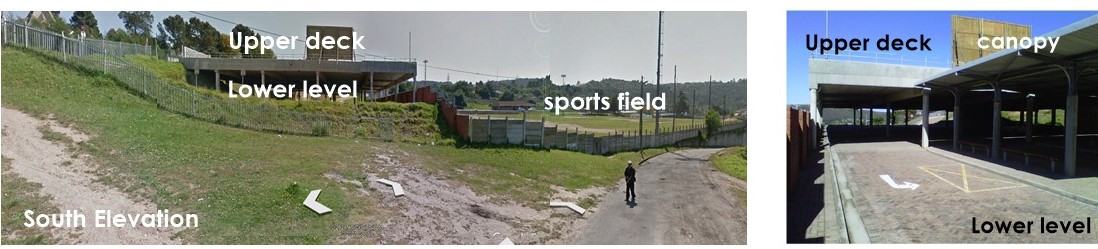 Upper deck
Lower level
sports field
South Elevation
Upper deck
canopy
Lower level